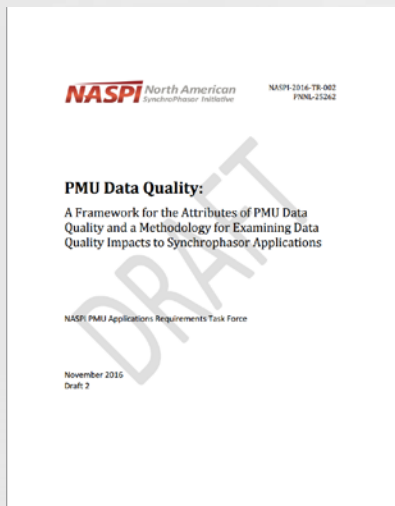 NASPI North American
SynchroPhasor Initiative
NASPI-2016-TR-002
PNNL-25262
PMU Data Quality:
A Framework for the Attributes of PMU Data
Quality and a Methodology for Examining Data
Quality Impacts to Synchrophasor Applications
DRAFT
NASPI PMU Applications Requirements Task Force
November 2016
Draft 2